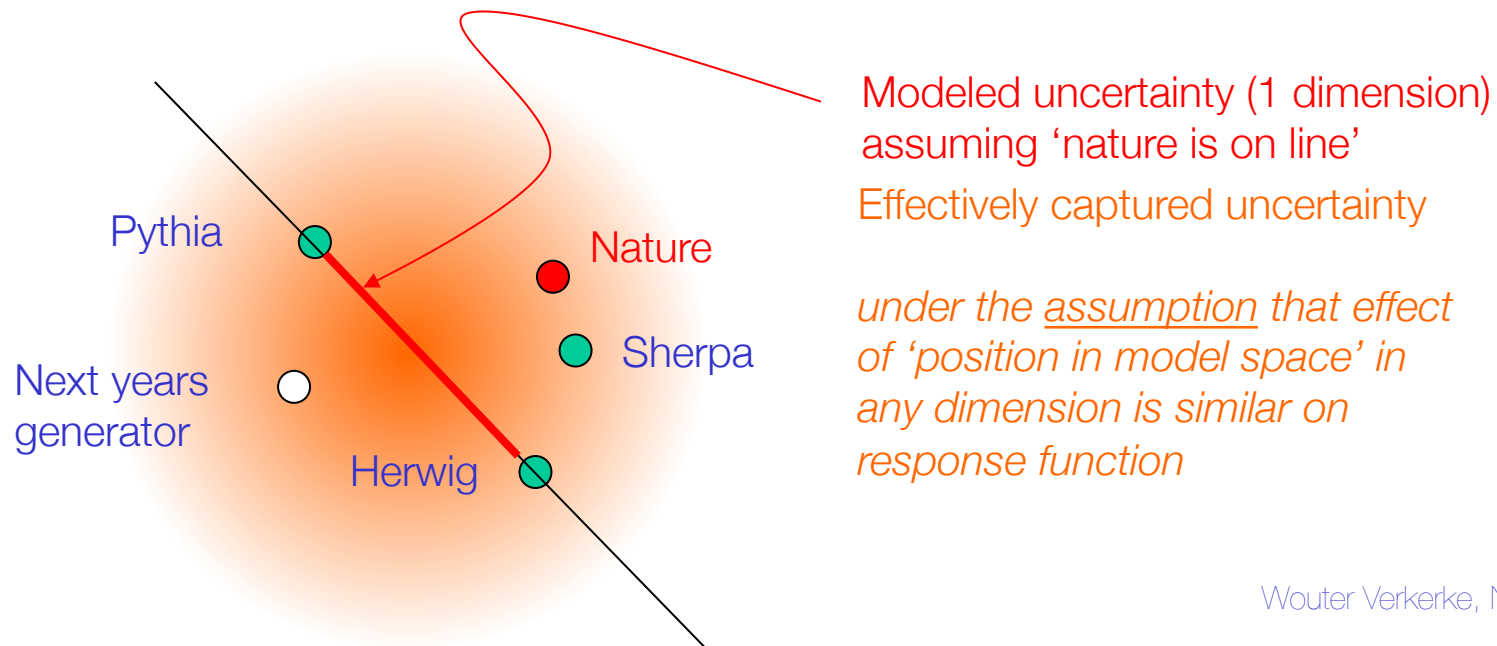 Modeled uncertainty (1 dimension)
assuming ‘nature is on line’
Effectively captured uncertainty
under the assumption that effect
of ‘position in model space’ in
any dimension is similar on
response function
Pythia
Nature
Sherpa
Next years
generator
Herwig
Wouter Verkerke,